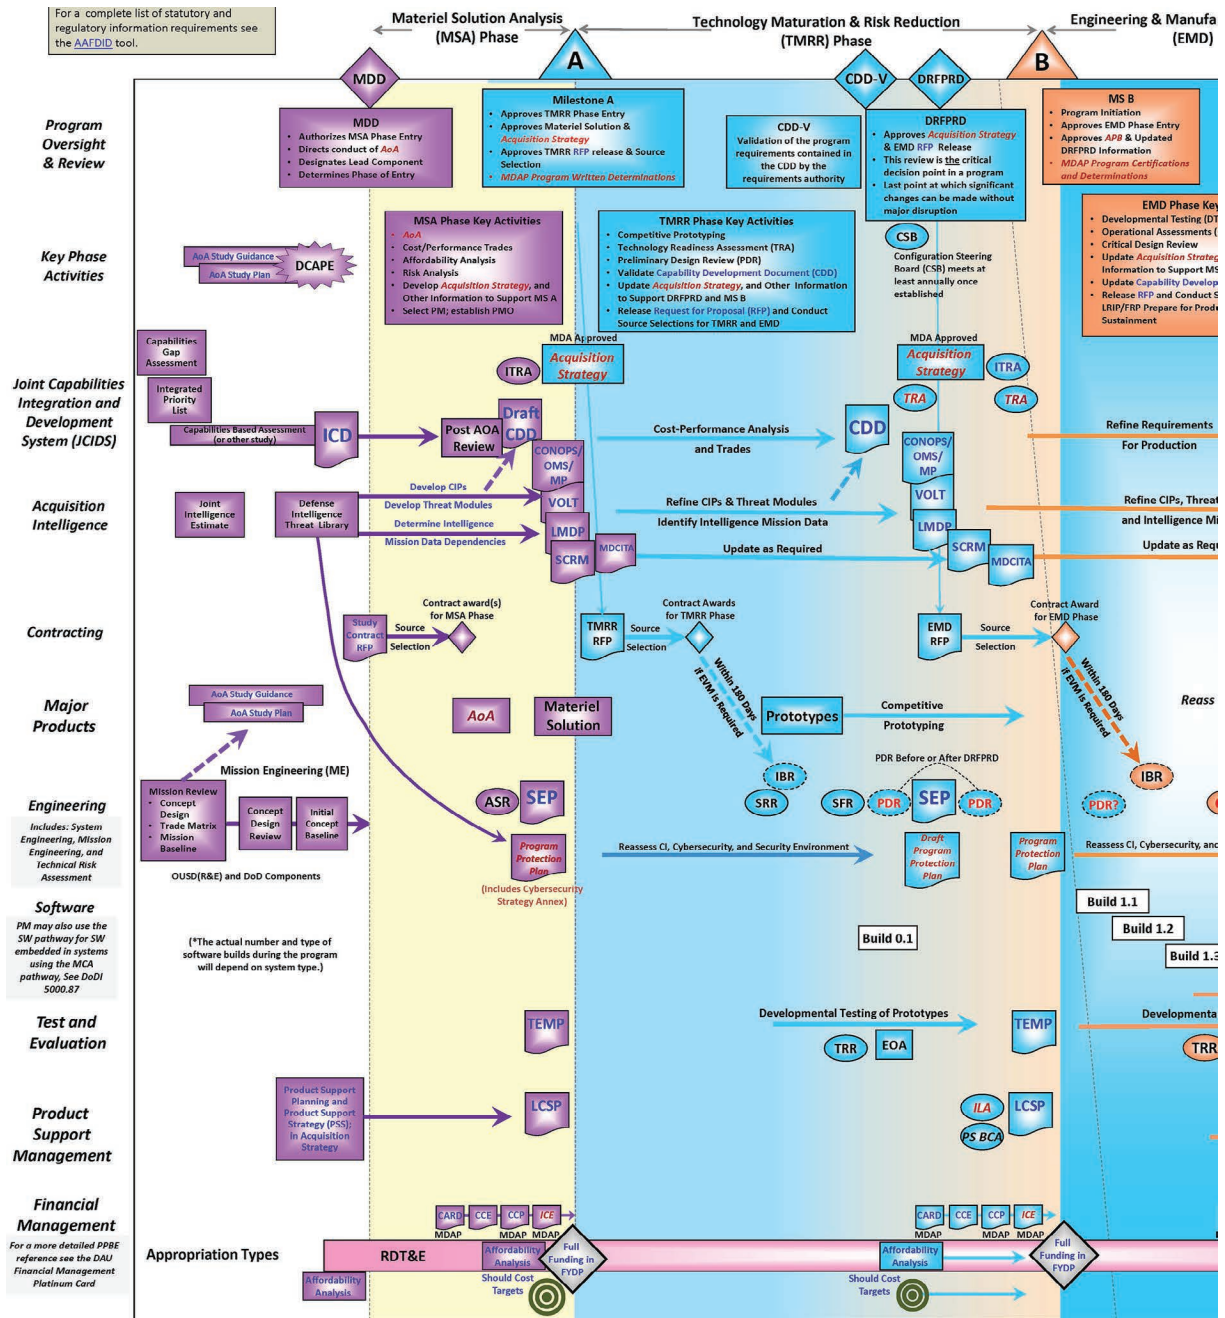 For a complete list of statutory and
regulatory information requirements see
the AAFDID tool.
Materiel Solution Analysis
(MSA) Phase
Technology Maturation & Risk Reduction
(TMRR) Phase
Engineering & Manufa
(EMD)
MDD
A
CDD-V
DRFPRD
B
Program
Oversight
& Review
MDD
• Authorizes MSA Phase Entry
• Directs conduct of AoA
• Designates Lead Component
• Determines Phase of Entry
Milestone A
• Approves TMRR Phase Entry
• Approves Materiel Solution &
Acquisition Strategy
• Approves TMRR RFP release & Source
Selection
• MDAP Program Written Determinations
CDD-V
Validation of the program
requirements contained in
the CDD by the
requirements authority
DRFPRD
• Approves Acquisition Strategy
& EMD RFP Release
• This review is the critical
decision point in a program
• Last point at which significant
changes can be made without
major disruption
MS B
• Program Initiation
• Approves EMD Phase Entry
• Approves APB & Updated
DRFPRD Information
• MDAP Program Certifications
and Determinations
Key Phase
Activities
AoA Study Guidance
AoA Study Plan
DCAPE
MSA Phase Key Activities
• AoA
• Cost/Performance Trades
• Affordability Analysis
• Risk Analysis
• Develop Acquisition Strategy, and
Other Information to Support MS A
• Select PM; establish PMO
TMRR Phase Key Activities
• Competitive Prototyping
• Technology Readiness Assessment (TRA)
• Preliminary Design Review (PDR)
• Validate Capability Development Document (CDD)
• Update Acquisition Strategy, and Other Information
to Support DRFPRD and MS B
• Release Request for Proposal (RFP) and Conduct
Source Selections for TMRR and EMD
CSB
Configuration Steering
Board (CSB) meets at
least annually once
established
EMD Phase Key
• Developmental Testing (DT
• Operational Assessments (
• Critical Design Review
• Update Acquisition Strateg
Information to Support MS
• Update Capability Develop
• Release RFP and Conduct S
LRIP/FRP Prepare for Produ
Sustainment
Joint Capabilities
Integration and
Development
System (JCIDS)
Capabilities
Gap
Assessment
Integrated
Priority
List
Capabilities Based Assessment
(or other study)
ICD
Post AOA
Review
ITRA
MDA Approved
Acquisition
Strategy
Draft
CDD
CONOPS/
OMS/
MP
Cost-Performance Analysis
and Trades
CDD
MDA Approved
Acquisition
Strategy
TRA
ITRA
TRA
CONOPS/
OMS/
MP
Refine Requirements
For Production
Acquisition
Intelligence
Joint
Intelligence
Estimate
Defense
Intelligence
Threat Library
Develop CIPs
Develop Threat Modules
Determine Intelligence
Mission Data Dependencies
VOLT
LMDP
SCRM
MDCITA
Refine CIPs & Threat Modules
Identify Intelligence Mission Data
Update as Required
VOLT
LMDP
SCRM
MDCITA
Refine CIPs, Threat
and Intelligence Mi
Update as Requ
Contracting
Study
Contract
RFP
Source
Selection
Contract award(s)
for MSA Phase
TMRR
RFP
Source
Selection
Contract Awards
for TMRR Phase
Within 180 Days
if EVM is Required
EMD
RFP
Source
Selection
Contract Award
for EMD Phase
Within 180 Days
if EVM is Required
Major
Products
AoA Study Guidance
AoA Study Plan
AoA
Materiel
Solution
Prototypes
Competitive
Prototyping
Reass
Engineering
Includes: System
Engineering, Mission
Engineering, and
Technical Risk
Assessment
Mission Engineering (ME)
Mission Review
• Concept
Design
• Trade Matrix
• Mission
Baseline
Concept
Design
Review
Initial
Concept
Baseline
OUSD(R&E) and DoD Components
ASR
SEP
Program
Protection
Plan
(Includes Cybersecurity
Strategy Annex)
IBR
SRR
SFR
PDR Before or After DRFPRD
PDR
SEP
PDR
IBR
PDR?
Reassess CI, Cybersecurity, and Security Environment
Draft
Program
Protection
Plan
Program
Protection
Plan
Reassess CI, Cybersecurity, and
Software
PM may also use the
SW pathway for SW
embedded in systems
using the MCA
pathway, See DoDI
5000.87
(*The actual number and type of
software builds during the program
will depend on system type.)
Build 0.1
Build 1.1
Build 1.2
Build 1.3
Test and
Evaluation
TEMP
Developmental Testing of Prototypes
TRR
EOA
TEMP
Developmenta
TRR
Product
Support
Management
Product Support
Planning and
Product Support
Strategy (PSS);
in Acquisition
Strategy
LCSP
ILA
PS BCA
LCSP
Financial
Management
For a more detailed PPBE
reference see the DAU
Financial Management
Platinum Card
CARD
CCE
CCP
ICE
MDAP
MDAP
MDAP
CARD
CCE
CCP
ICE
MDAP
MDAP
MDAP
Appropriation Types
RDT&E
Affordability
Analysis
Affordability
Analysis
Full
Funding in
FYDP
Should Cost
Targets
Affordability
Analysis
Full
Funding in
FYDP
Should Cost
Targets